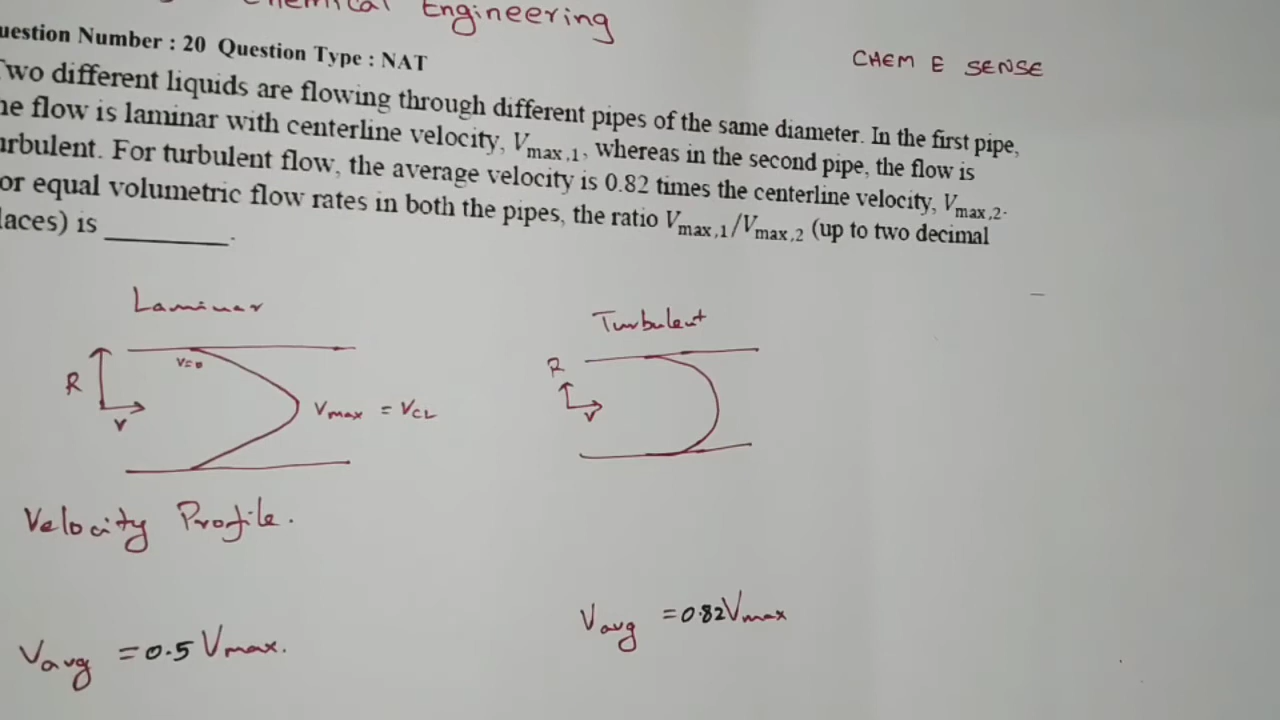 Chemical Engineering
uestion Number : 20 Question Type : NAT
CHEM E SENSE
Two different liquids are flowing through different pipes of the same diameter. In the first pipe,
he flow is laminar with centerline velocity, Vmax,1, whereas in the second pipe, the flow is
urbulent. For turbulent flow, the average velocity is 0.82 times the centerline velocity, Vmax,2.
or equal volumetric flow rates in both the pipes, the ratio Vmax,1/Vmax,2 (up to two decimal
laces) is ________.
Laminar
Turbulent
V=0
R
V
Vmax = VCL
R
V
Velocity Profile.
Vavg = 0.5 Vmax.
Vavg = 0.82Vmax